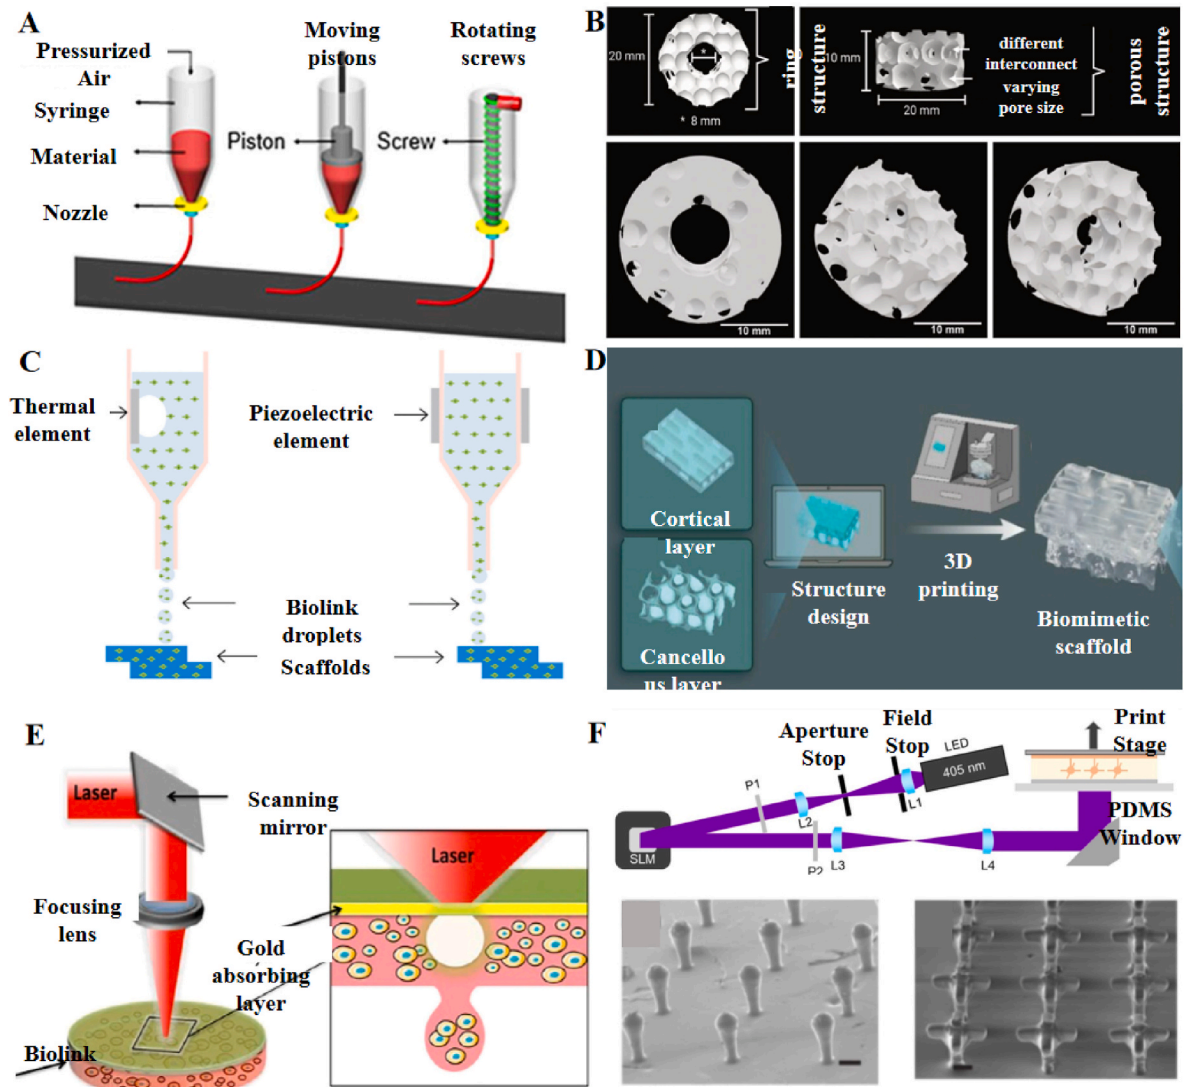 A
Pressurized
Air
Syringe
Material
Nozzle
Moving
pistons
Piston
Rotating
screws
Screw
B
20 mm
*
* 8 mm
ring
structure
10 mm
20 mm
different
interconnect
varying
pore size
porous
structure
10 mm
10 mm
10 mm
C
Thermal
element
Piezoelectric
element
Biolink
droplets
Scaffolds
D
Cortical
layer
Cancello
us layer
Structure
design
3D
printing
Biomimetic
scaffold
E
Laser
Scanning
mirror
Focusing
lens
Gold
absorbing
layer
Biolink
Laser
F
Aperture
Stop
Field
Stop
LED
405 nm
Print
Stage
P1
L2
L1
SLM
P2
L3
L4
PDMS
Window